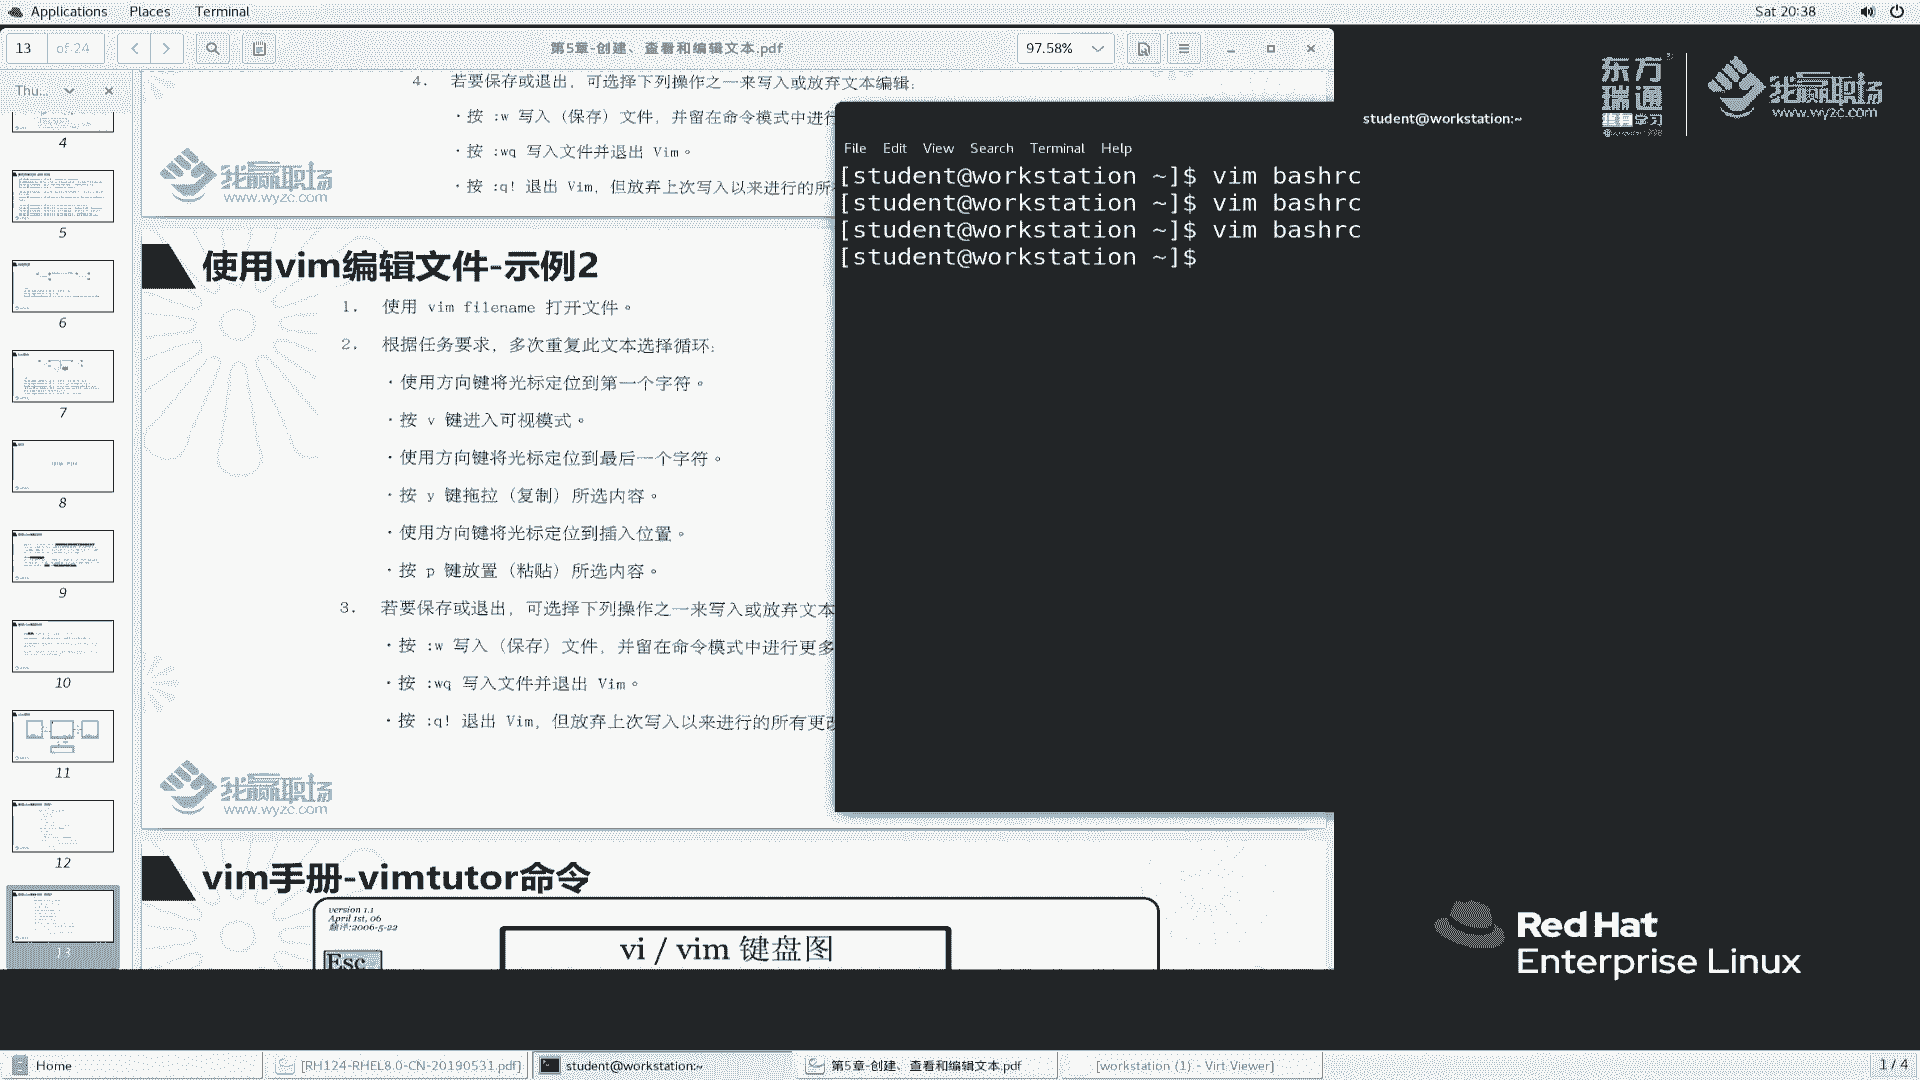 Applications Places Terminal
Sat 20:38
13 of 24
第5章-创建、查看和编辑文本.pdf
97.58%
Thu...
4
5
6
7
8
9
10
11
12
13
4. 若要保存或退出，可选择下列操作之一来写入或放弃文本编辑：
· 按 :w 写入（保存）文件，并留在命令模式中进行
· 按 :wq 写入文件并退出 Vim。
· 按 :q! 退出 Vim，但放弃上次写入以来进行的所有
我赢职场
www.wyzc.com
使用vim编辑文件-示例2
1. 使用 vim filename 打开文件。
2. 根据任务要求，多次重复此文本选择循环：
· 使用方向键将光标定位到第一个字符。
· 按 v 键进入可视模式。
· 使用方向键将光标定位到最后一个字符。
· 按 y 键拖拉（复制）所选内容。
· 使用方向键将光标定位到插入位置。
· 按 p 键放置（粘贴）所选内容。
3. 若要保存或退出，可选择下列操作之一来写入或放弃文本
· 按 :w 写入（保存）文件，并留在命令模式中进行更多
· 按 :wq 写入文件并退出 Vim。
· 按 :q! 退出 Vim，但放弃上次写入以来进行的所有更改
我赢职场
www.wyzc.com
vim手册-vimtutor命令
version 1.1
April 1st, 06
翻译:2006-5-22
Esc
vi / vim 键盘图
student@workstation:~
File Edit View Search Terminal Help
[student@workstation ~]$ vim bashrc
[student@workstation ~]$ vim bashrc
[student@workstation ~]$ vim bashrc
[student@workstation ~]$
东方
瑞通
学习
我赢职场
www.wyzc.com
Red Hat
Enterprise Linux
Home
[RH124-RHEL8.0-CN-20190531.pdf]
student@workstation:~
第5章-创建、查看和编辑文本.pdf
[workstation (1) - Virt Viewer]
1 / 4